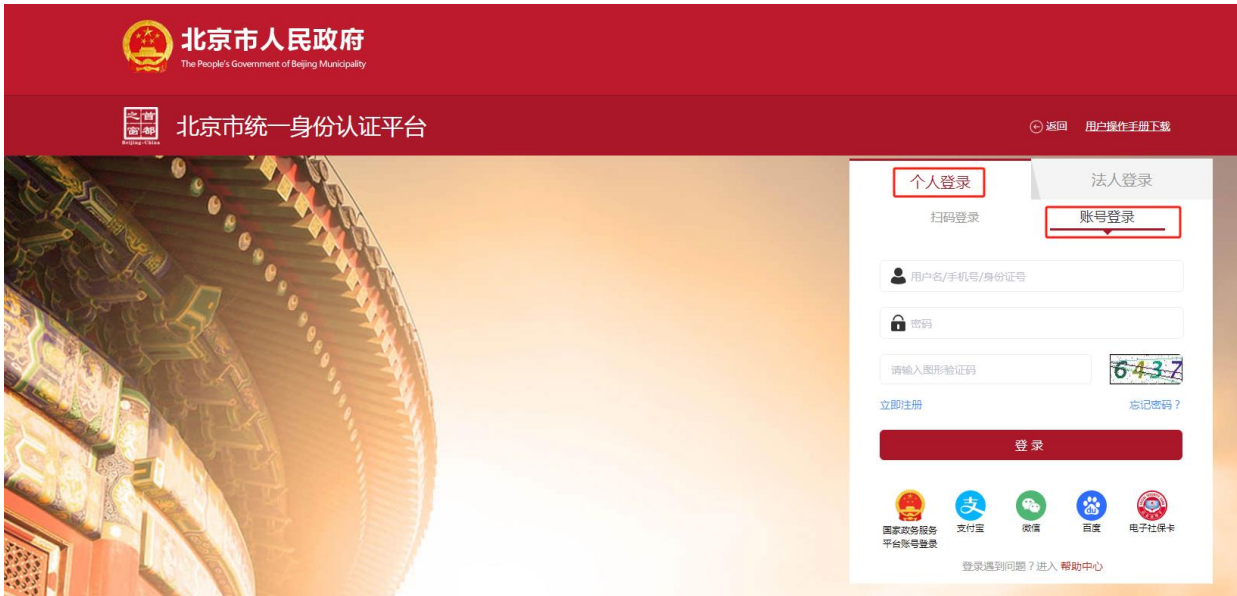 北京市人民政府
The People's Government of Beijing Municipality
首都之窗
Beijing-China
北京市统一身份认证平台
返回 用户操作手册下载
个人登录 法人登录
扫码登录 账号登录
用户名/手机号/身份证号
密码
请输入图形验证码 6437
立即注册 忘记密码？
登 录
国家政务服务
平台账号登录
支付宝
微信
百度
电子社保卡
登录遇到问题？进入 帮助中心